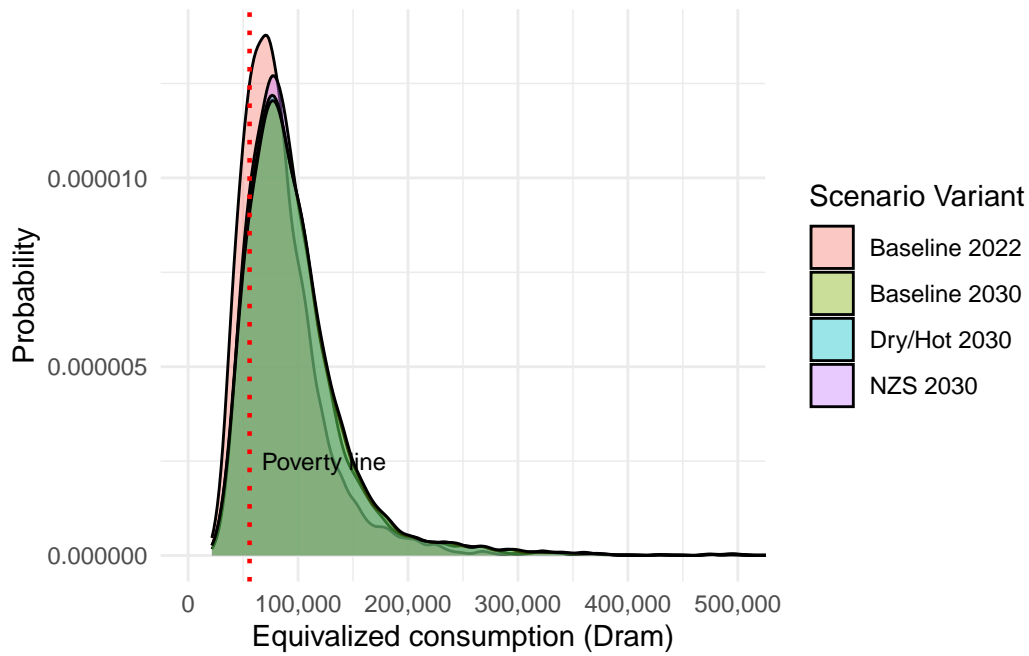 Probability
0.000010
0.000005
0.000000
Poverty line
0
100,000
200,000
300,000
400,000
500,000
Equivalized consumption (Dram)
Scenario Variant
Baseline 2022
Baseline 2030
Dry/Hot 2030
NZS 2030